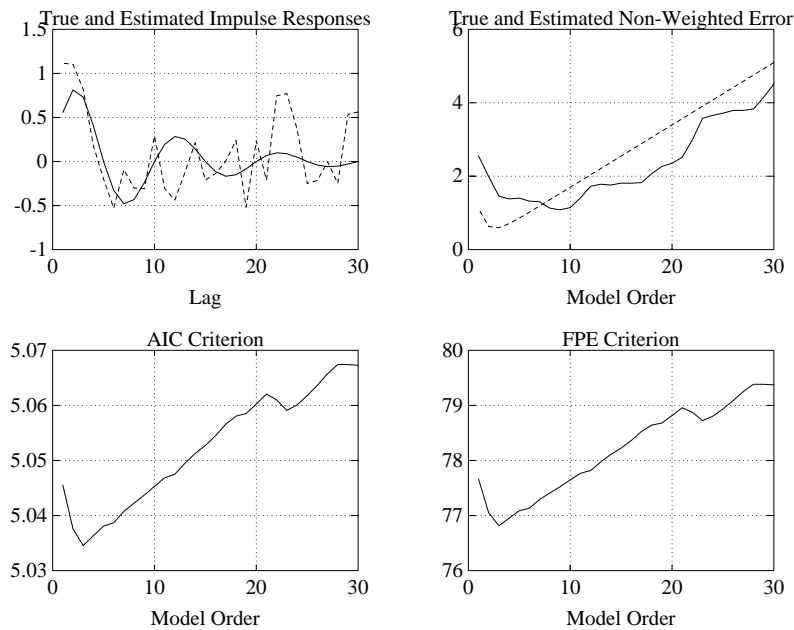 True and Estimated Impulse Responses
1.5
1
0.5
0
-0.5
-1
0 10 20 30
Lag
True and Estimated Non-Weighted Error
6
4
2
0
0 10 20 30
Model Order
AIC Criterion
5.07
5.06
5.05
5.04
5.03
0 10 20 30
Model Order
FPE Criterion
80
79
78
77
76
0 10 20 30
Model Order